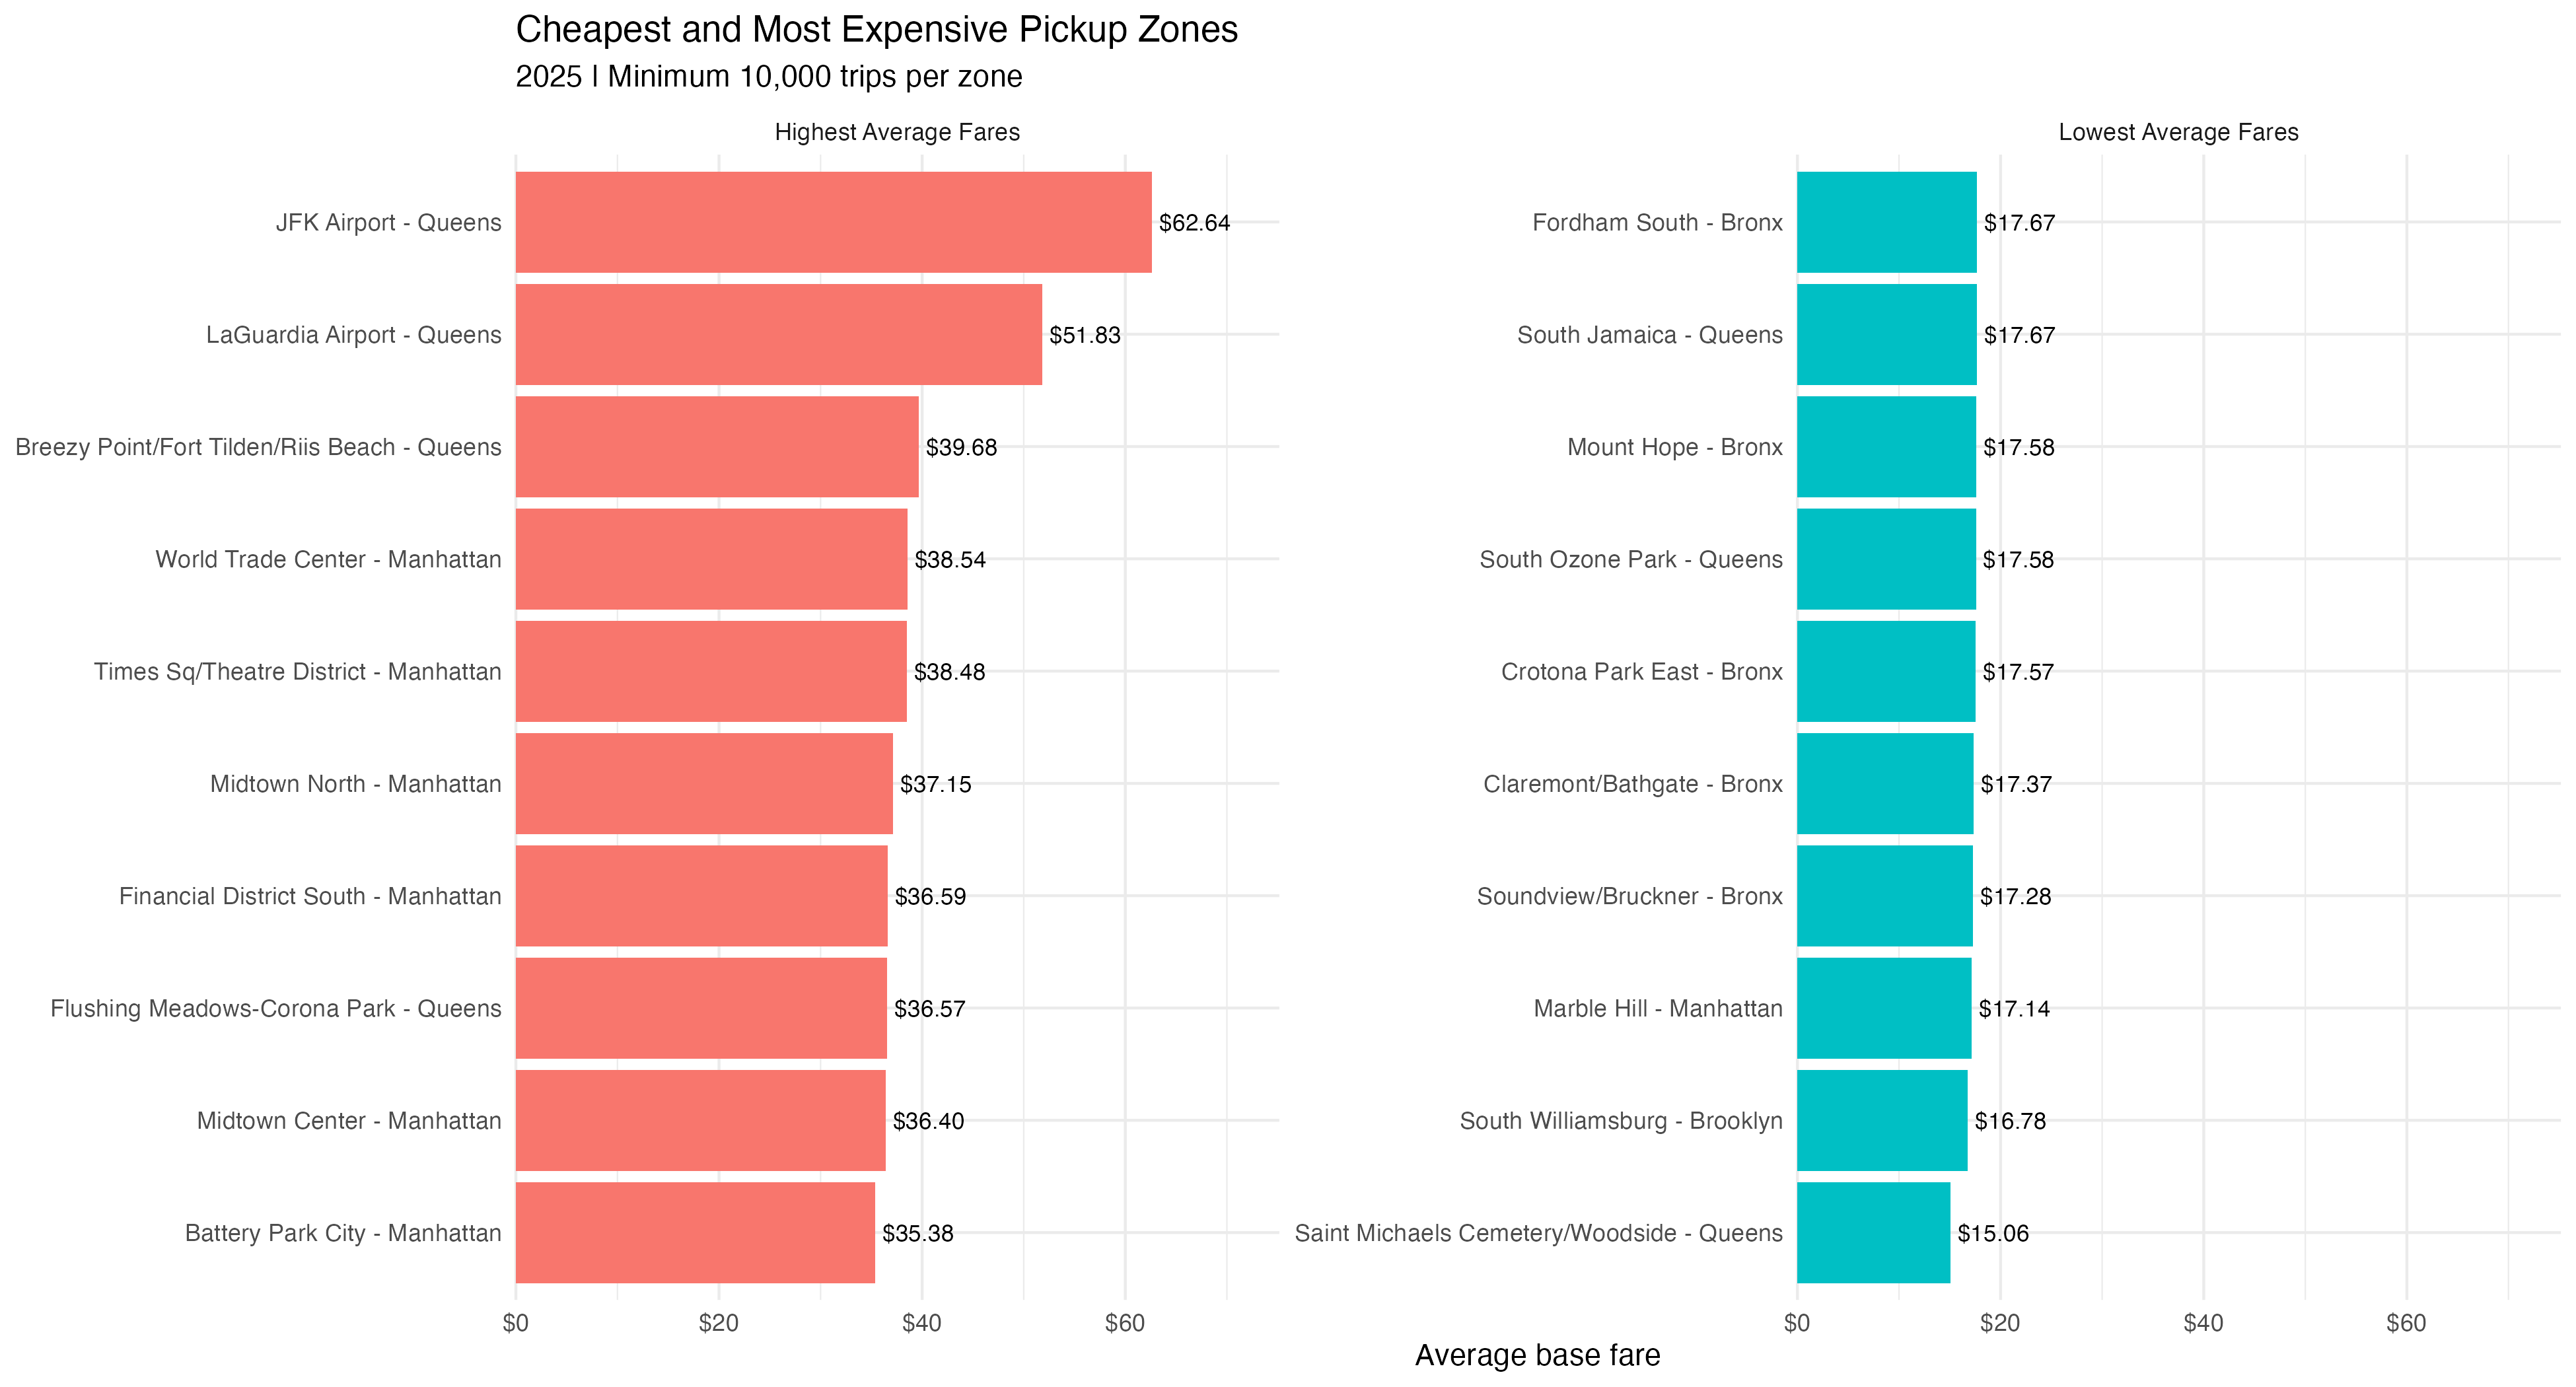 Cheapest and Most Expensive Pickup Zones
2025 | Minimum 10,000 trips per zone
Highest Average Fares
JFK Airport - Queens $62.64
LaGuardia Airport - Queens $51.83
Breezy Point/Fort Tilden/Riis Beach - Queens $39.68
World Trade Center - Manhattan $38.54
Times Sq/Theatre District - Manhattan $38.48
Midtown North - Manhattan $37.15
Financial District South - Manhattan $36.59
Flushing Meadows-Corona Park - Queens $36.57
Midtown Center - Manhattan $36.40
Battery Park City - Manhattan $35.38
$0 $20 $40 $60
Lowest Average Fares
Fordham South - Bronx $17.67
South Jamaica - Queens $17.67
Mount Hope - Bronx $17.58
South Ozone Park - Queens $17.58
Crotona Park East - Bronx $17.57
Claremont/Bathgate - Bronx $17.37
Soundview/Bruckner - Bronx $17.28
Marble Hill - Manhattan $17.14
South Williamsburg - Brooklyn $16.78
Saint Michaels Cemetery/Woodside - Queens $15.06
$0 $20 $40 $60
Average base fare